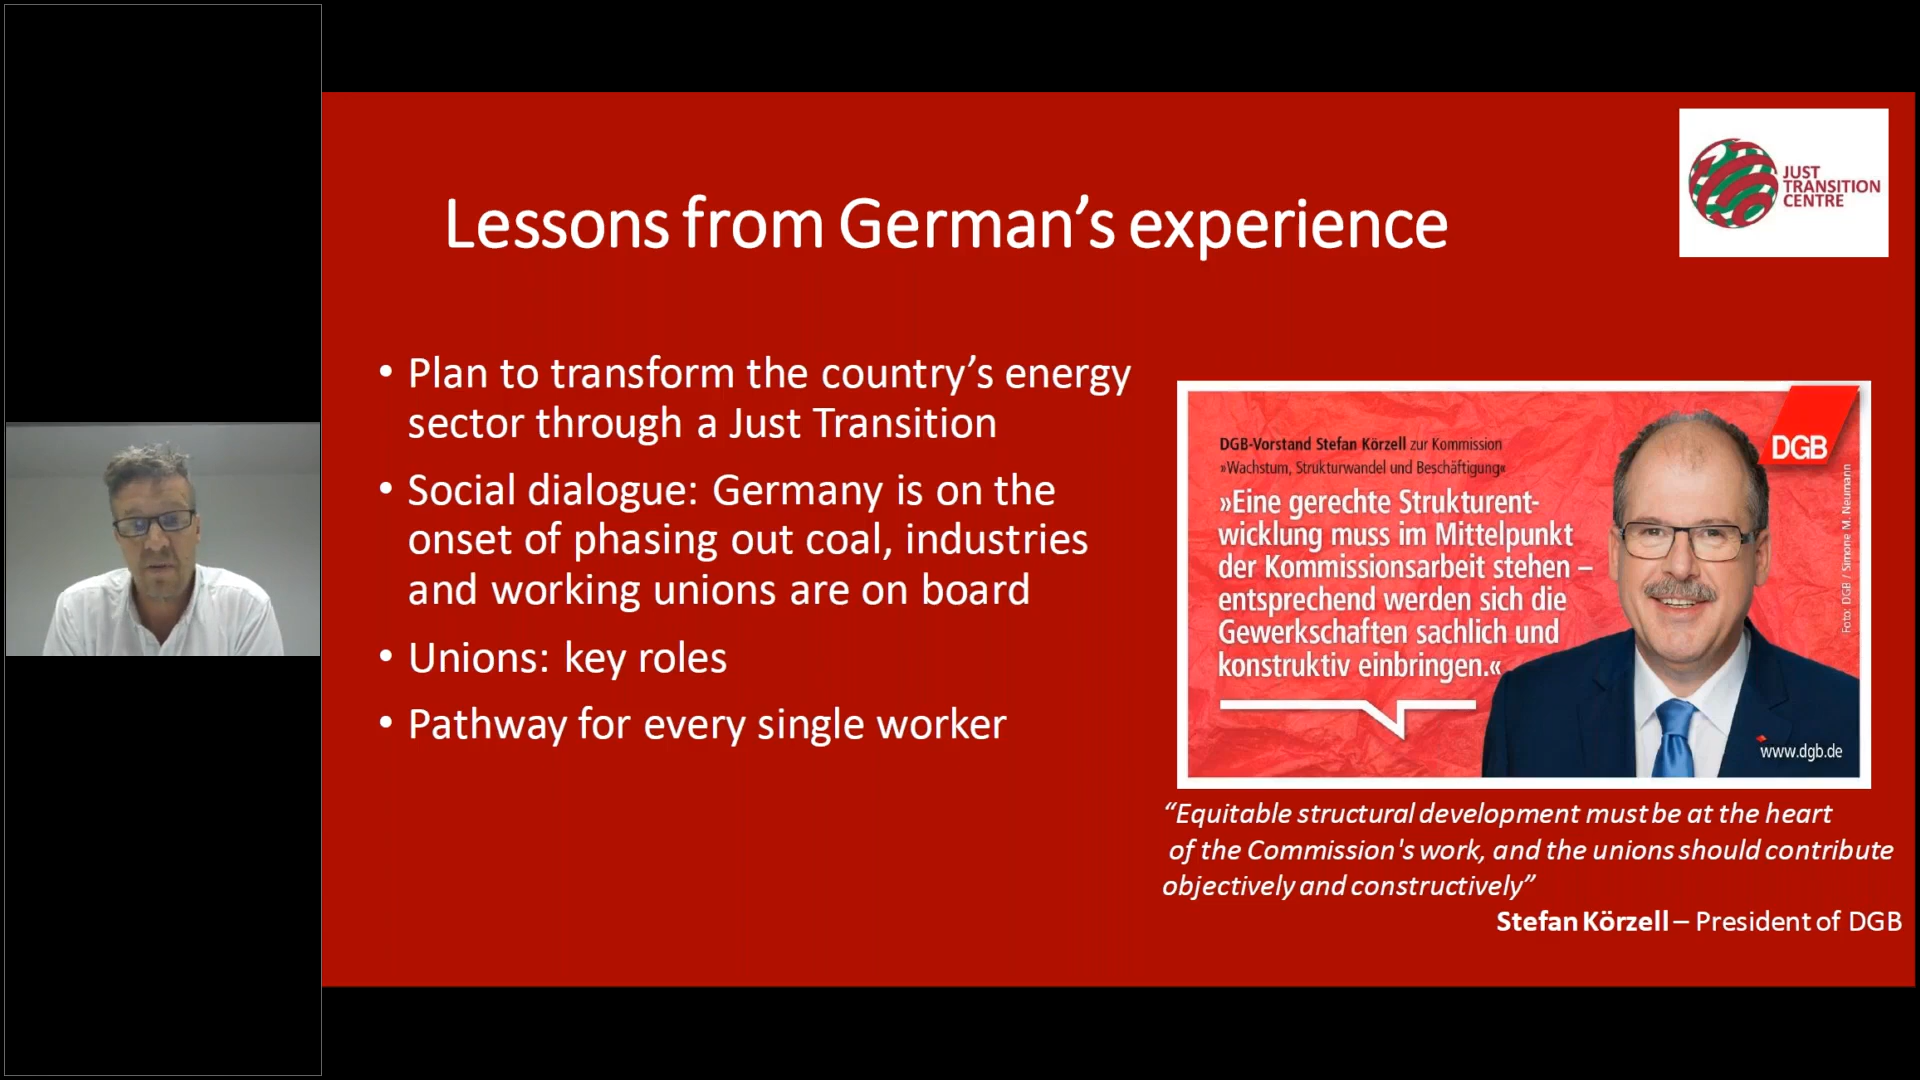 JUST
TRANSITION
CENTRE
Lessons from German’s experience
• Plan to transform the country’s energy
sector through a Just Transition
• Social dialogue: Germany is on the
onset of phasing out coal, industries
and working unions are on board
• Unions: key roles
• Pathway for every single worker
DGB
DGB-Vorstand Stefan Körzell zur Kommission
»Wachstum, Strukturwandel und Beschäftigung«
»Eine gerechte Strukturent-
wicklung muss im Mittelpunkt
der Kommissionsarbeit stehen –
entsprechend werden sich die
Gewerkschaften sachlich und
konstruktiv einbringen.«
Foto: DGB / Simone M. Neumann
www.dgb.de
“Equitable structural development must be at the heart
of the Commission's work, and the unions should contribute
objectively and constructively”
Stefan Körzell – President of DGB